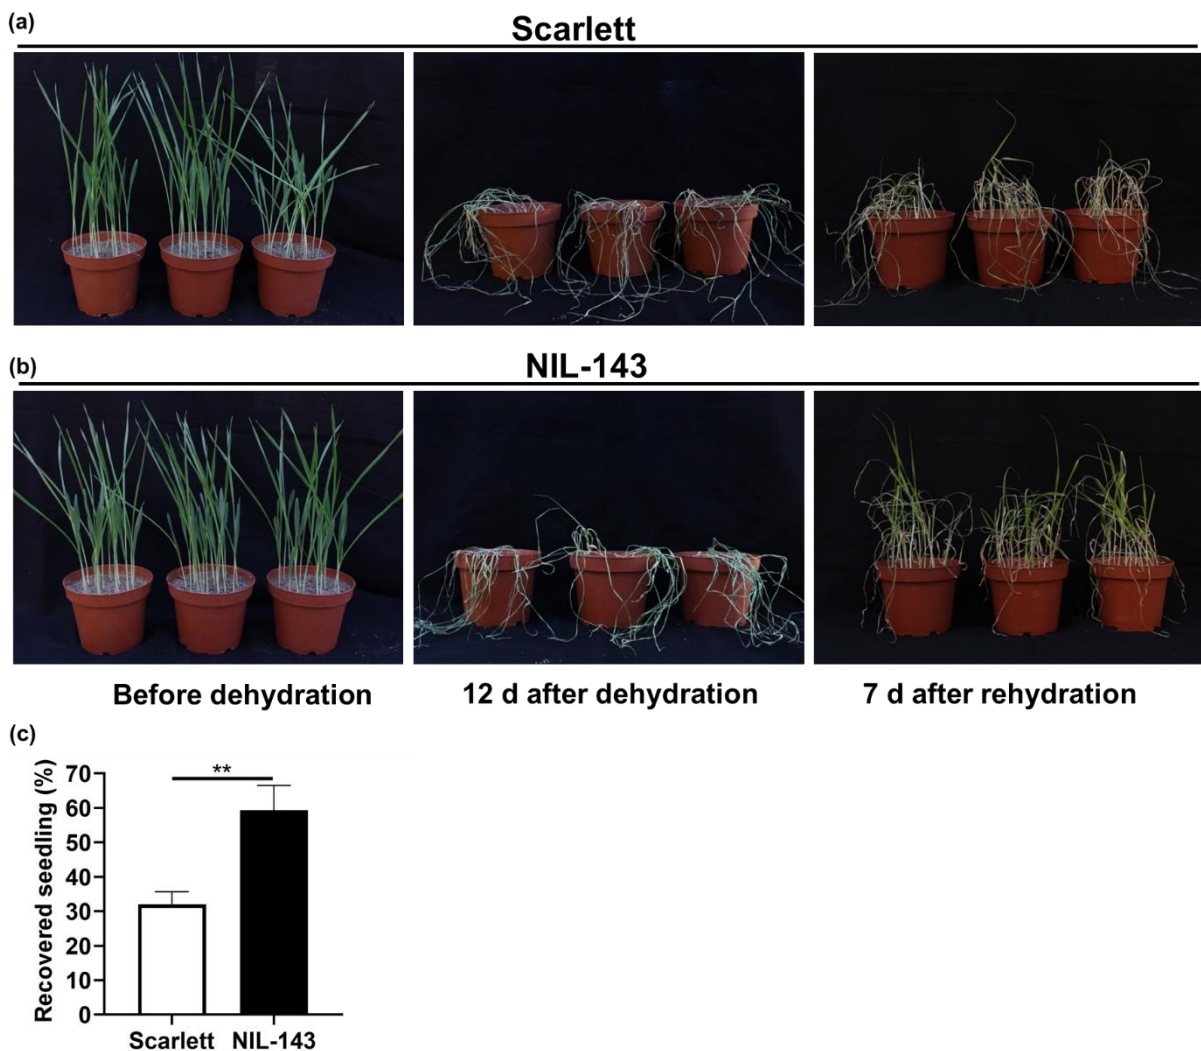 (a)
Scarlett
(b)
NIL-143
Before dehydration
12 d after dehydration
7 d after rehydration
(c)
Recovered seedling (%)
70
60
50
40
30
20
10
0
**
Scarlett
NIL-143